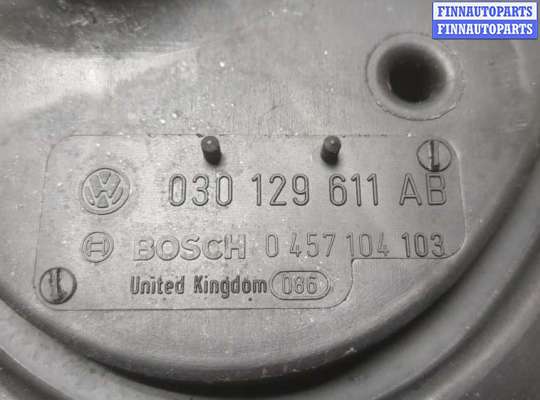 FINNAUTOPARTS
FINNAUTOPARTS
030 129 611 AB
BOSCH 0 457 104 103
United Kingdom 086